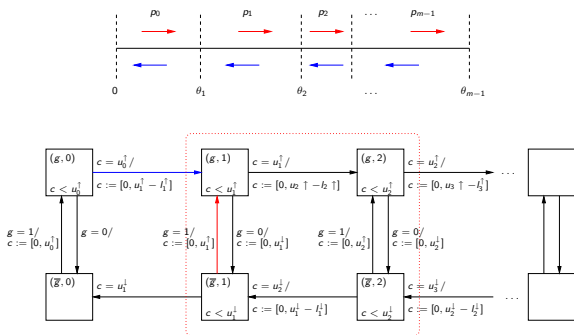 p₀ p₁ p₂ … pₘ₋₁
0 θ₁ θ₂ … θₘ₋₁
(g, 0) c = u₀↑/ (g, 1) c = u₁↑/ (g, 2) c = u₂↑/
c < u₀↑ c := [0, u₁↑ − l₁↑] c < u₁↑ c := [0, u₂ ↑ −l₂ ↑] c < u₂↑ c := [0, u₃ ↑ −l₃↑] …
g = 1/ g = 0/ g = 1/ g = 0/ g = 1/ g = 0/
c := [0, u₀↑] c := [0, u₁↑] c := [0, u₁↓] c := [0, u₂↑] c := [0, u₂↓]
(g̅, 0) c = u₁↓/ (g̅, 1) c = u₂↓/ (g̅, 2) c = u₃↓/
c < u₁↓ c := [0, u₁↓ − l₁↓] c < u₂↓ c := [0, u₂↓ − l₂↓] …